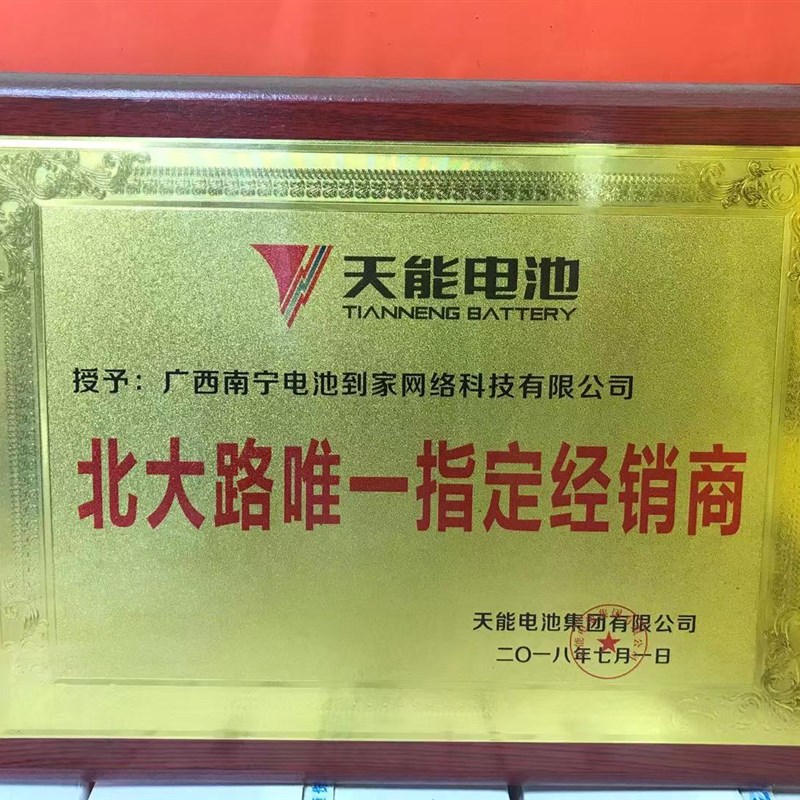 天能电池
TIANNENG BATTERY
授予：广西南宁电池到家网络科技有限公司
北大路唯一指定经销商
天能电池集团有限公司
二〇一八年七月一日